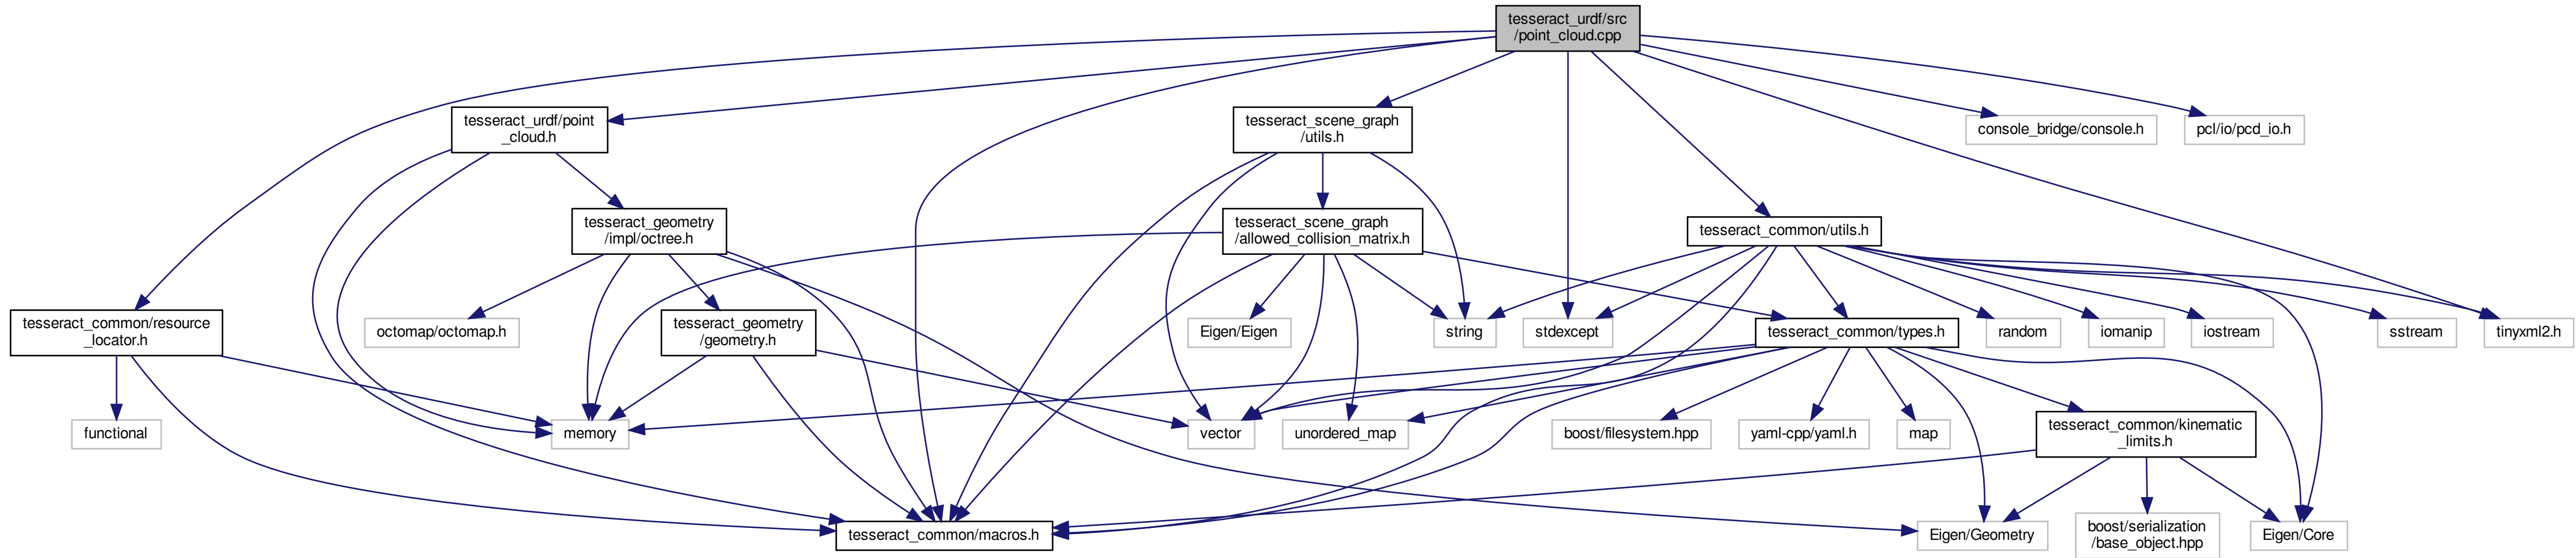 tesseract_urdf/src
/point_cloud.cpp
tesseract_urdf/point
_cloud.h
tesseract_scene_graph
/utils.h
console_bridge/console.h
pcl/io/pcd_io.h
tesseract_geometry
/impl/octree.h
tesseract_scene_graph
/allowed_collision_matrix.h
tesseract_common/utils.h
tesseract_common/resource
_locator.h
octomap/octomap.h
tesseract_geometry
/geometry.h
Eigen/Eigen
string
stdexcept
tesseract_common/types.h
random
iomanip
iostream
sstream
tinyxml2.h
functional
memory
vector
unordered_map
boost/filesystem.hpp
yaml-cpp/yaml.h
map
tesseract_common/kinematic
_limits.h
tesseract_common/macros.h
Eigen/Geometry
boost/serialization
/base_object.hpp
Eigen/Core